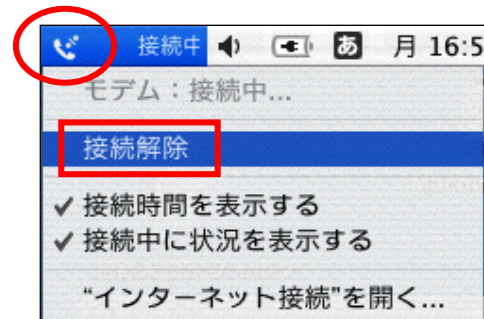 接続中 あ 月 16:5
モデム：接続中...
接続解除
✓ 接続時間を表示する
✓ 接続中に状況を表示する
“インターネット接続”を開く...